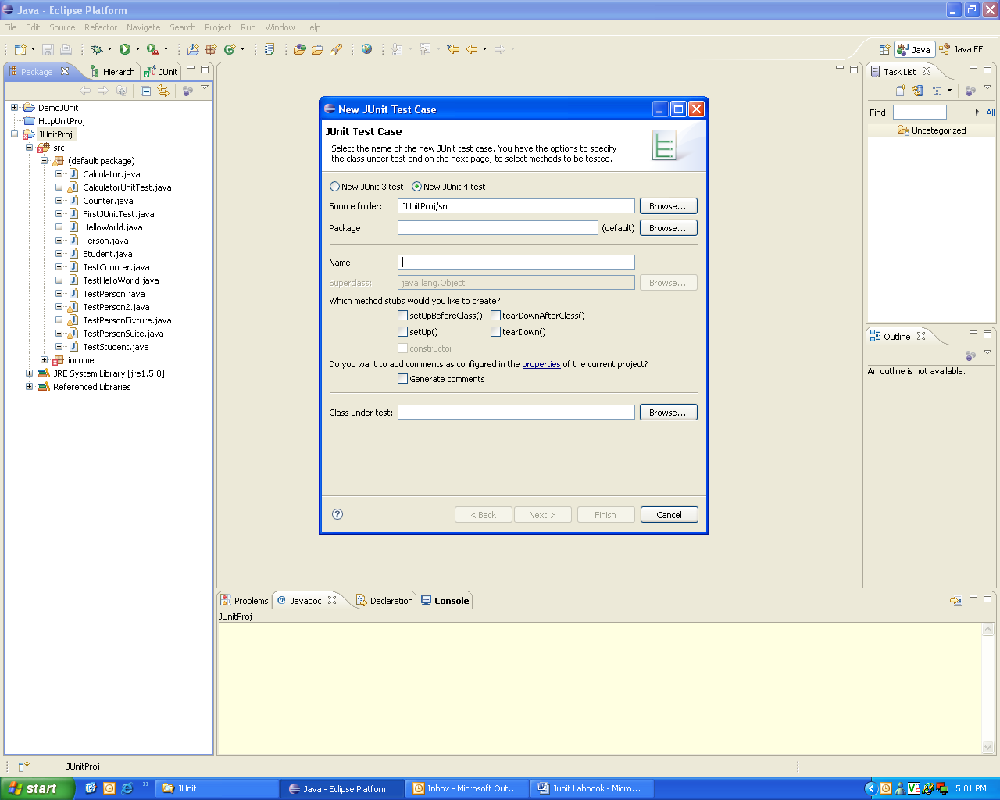 Java - Eclipse Platform
File Edit Source Refactor Navigate Search Project Run Window Help
Java Java EE
Package Hierarch JUnit
DemoJUnit
HttpUnitProj
JUnitProj
src
(default package)
Calculator.java
CalculatorUnitTest.java
Counter.java
FirstJUnitTest.java
HelloWorld.java
Person.java
Student.java
TestCounter.java
TestHelloWorld.java
TestPerson.java
TestPerson2.java
TestPersonFixture.java
TestPersonSuite.java
TestStudent.java
income
JRE System Library [jre1.5.0]
Referenced Libraries
New JUnit Test Case
JUnit Test Case
Select the name of the new JUnit test case. You have the options to specify
the class under test and on the next page, to select methods to be tested.
New JUnit 3 test New JUnit 4 test
Source folder: JUnitProj/src Browse...
Package: (default) Browse...
Name:
Superclass: java.lang.Object Browse...
Which method stubs would you like to create?
setUpBeforeClass() tearDownAfterClass()
setUp() tearDown()
constructor
Do you want to add comments as configured in the properties of the current project?
Generate comments
Class under test: Browse...
? < Back Next > Finish Cancel
Task List
Find: All
Uncategorized
Outline
An outline is not available.
Problems @ Javadoc Declaration Console
JUnitProj
JUnitProj
start JUnit Java - Eclipse Platform Inbox - Microsoft Out... Junit Labbook - Micro... 5:01 PM